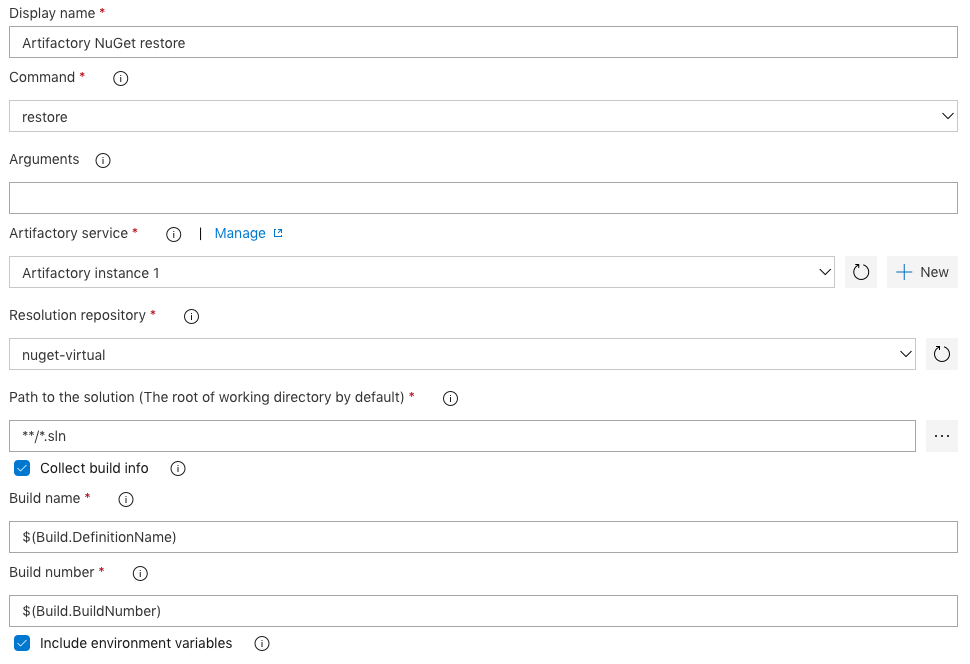 Display name *
Artifactory NuGet restore
Command *
restore
Arguments
Artifactory service * | Manage
Artifactory instance 1
New
Resolution repository *
nuget-virtual
Path to the solution (The root of working directory by default) *
**/*.sln
...
Collect build info
Build name *
$(Build.DefinitionName)
Build number *
$(Build.BuildNumber)
Include environment variables